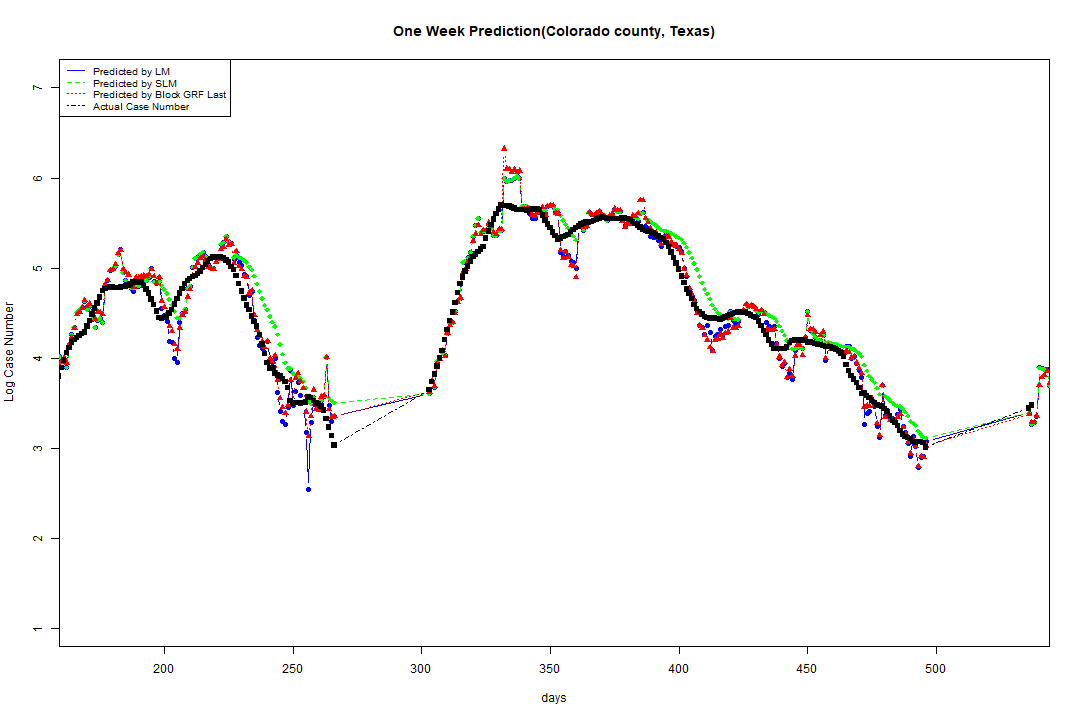 One Week Prediction(Colorado county, Texas)
Predicted by LM
Predicted by SLM
Predicted by Block GRF Last
Actual Case Number
Log Case Number
7
6
5
4
3
2
1
200 250 300 350 400 450 500
days